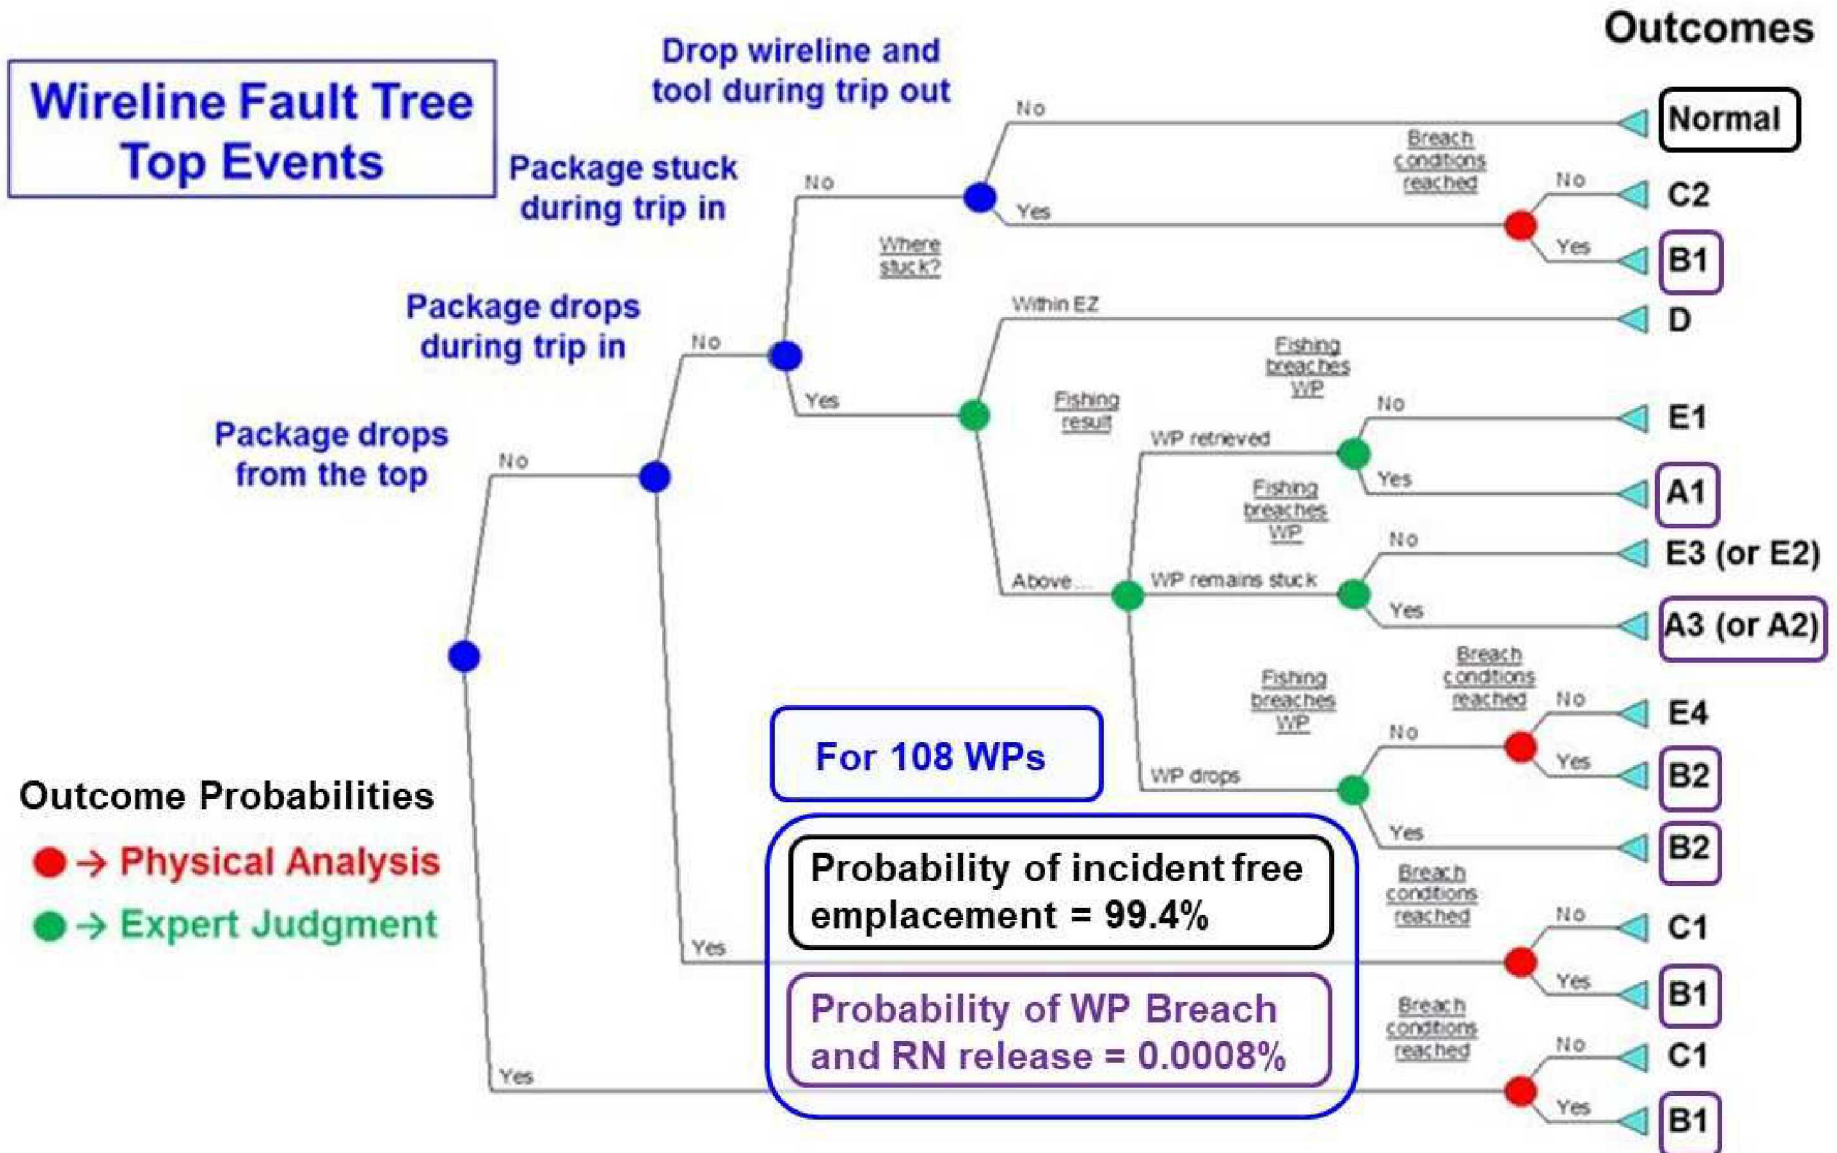 Outcomes
Wireline Fault Tree
Top Events
Drop wireline and
tool during trip out
Package stuck
during trip in
Package drops
during trip in
Package drops
from the top
No
Normal
Breach
conditions
reached
No
C2
No
Yes
Yes
B1
Where
stuck?
Within EZ
D
No
Yes
Fishing
result
Fishing
breaches
WP
No
E1
WP retrieved
Yes
A1
No
Fishing
breaches
WP
No
E3 (or E2)
Above...
WP remains stuck
Yes
A3 (or A2)
Fishing
breaches
WP
Breach
conditions
reached
No
E4
No
Yes
B2
WP drops
Yes
B2
For 108 WPs
Outcome Probabilities
→ Physical Analysis
→ Expert Judgment
Probability of incident free
emplacement = 99.4%
Probability of WP Breach
and RN release = 0.0008%
Yes
Breach
conditions
reached
No
C1
Yes
B1
Yes
Breach
conditions
reached
No
C1
Yes
B1